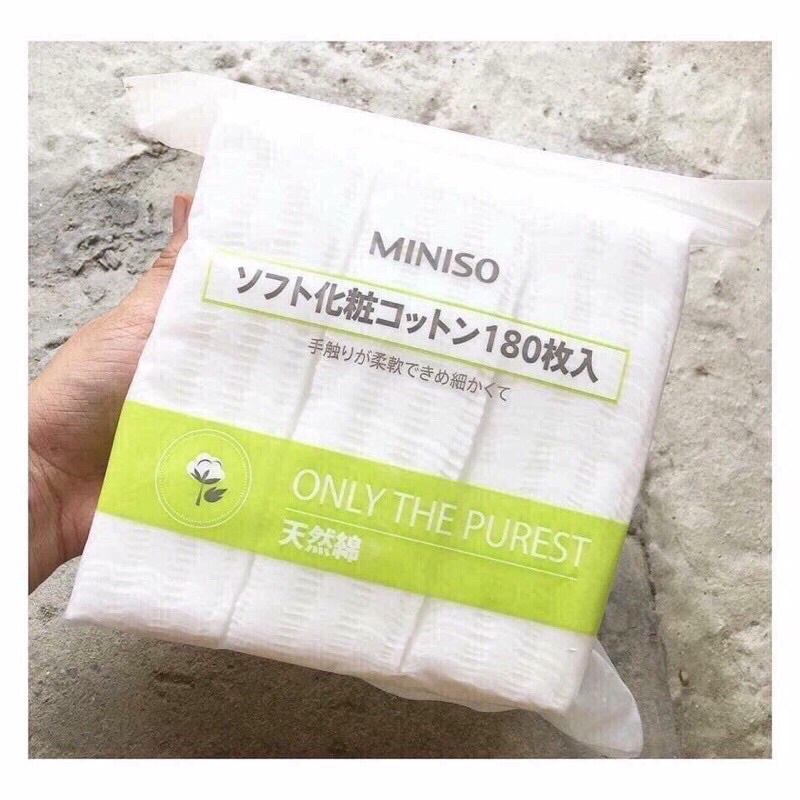 MINISO
ソフト化粧コットン180枚入
手触りが柔軟できめ細かくて
ONLY THE PUREST
天然綿